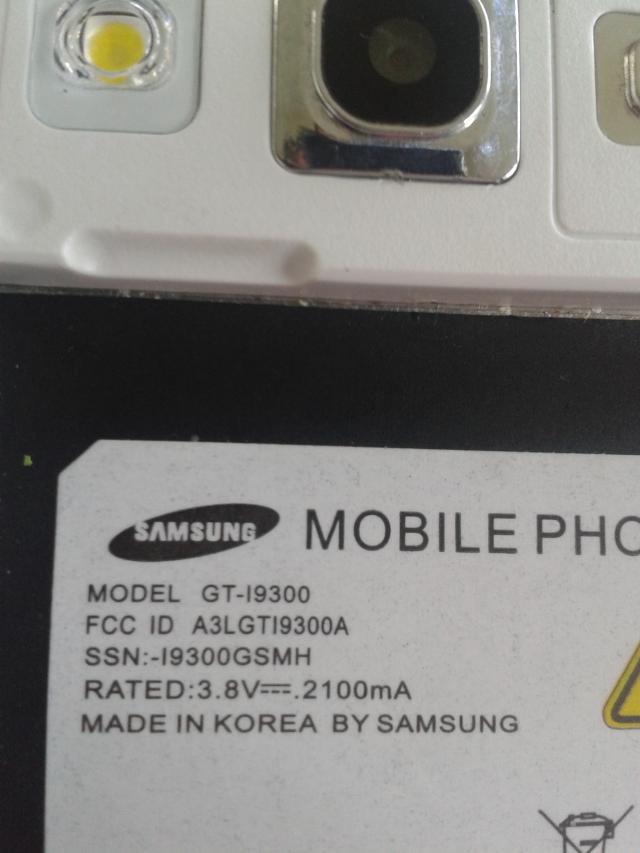 SAMSUNG MOBILE PHO
MODEL GT-I9300
FCC ID A3LGTI9300A
SSN:-I9300GSMH
RATED:3.8V⎓.2100mA
MADE IN KOREA BY SAMSUNG